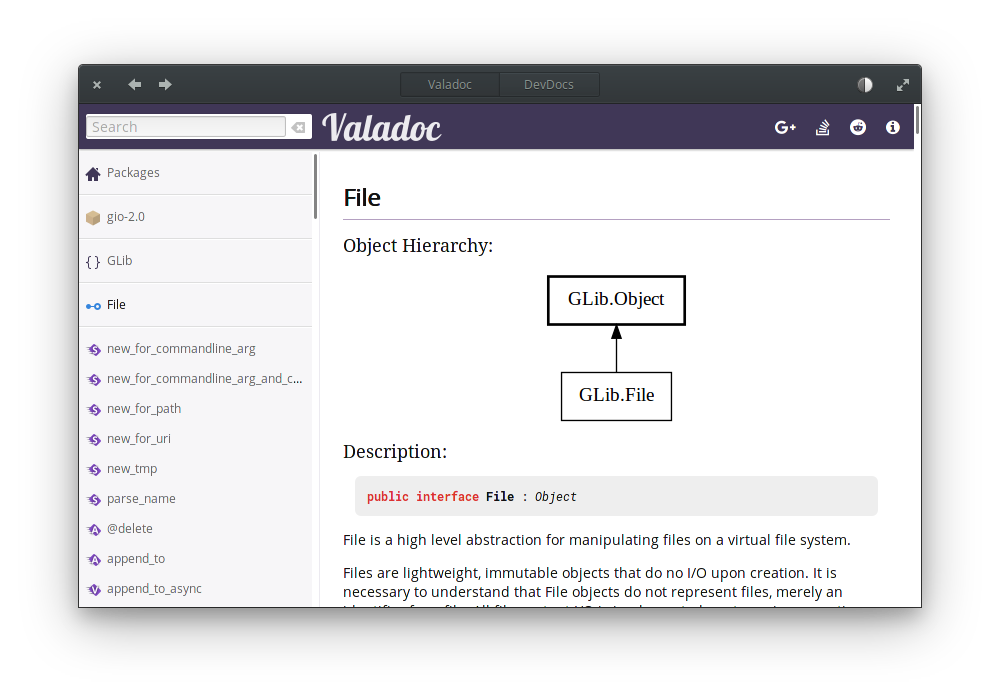 Valadoc DevDocs
Search
Valadoc
G+
Packages
gio-2.0
{ } GLib
File
new_for_commandline_arg
new_for_commandline_arg_and_c...
new_for_path
new_for_uri
new_tmp
parse_name
@delete
append_to
append_to_async
File
Object Hierarchy:
GLib.Object
GLib.File
Description:
public interface File : Object
File is a high level abstraction for manipulating files on a virtual file system.
Files are lightweight, immutable objects that do no I/O upon creation. It is
necessary to understand that File objects do not represent files, merely an